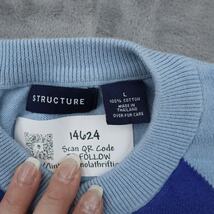 STRUCTURE
L
100% COTTON
MADE IN
THAILAND
OVER FOR CARE
14624
Scan QR Code
FOLLOW